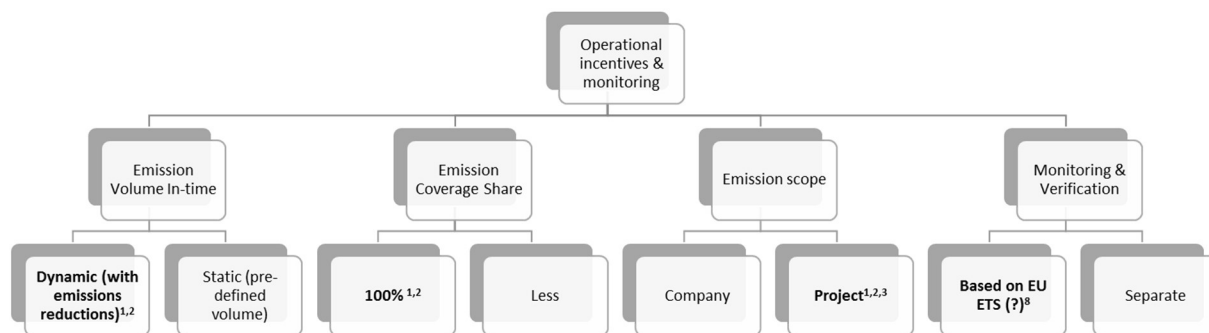 Operational
incentives &
monitoring
Emission
Volume In-time
Emission
Coverage Share
Emission scope
Monitoring &
Verification
Dynamic (with
emissions
reductions)1,2
Static (pre-
defined
volume)
100% 1,2
Less
Company
Project1,2,3
Based on EU
ETS (?)8
Separate